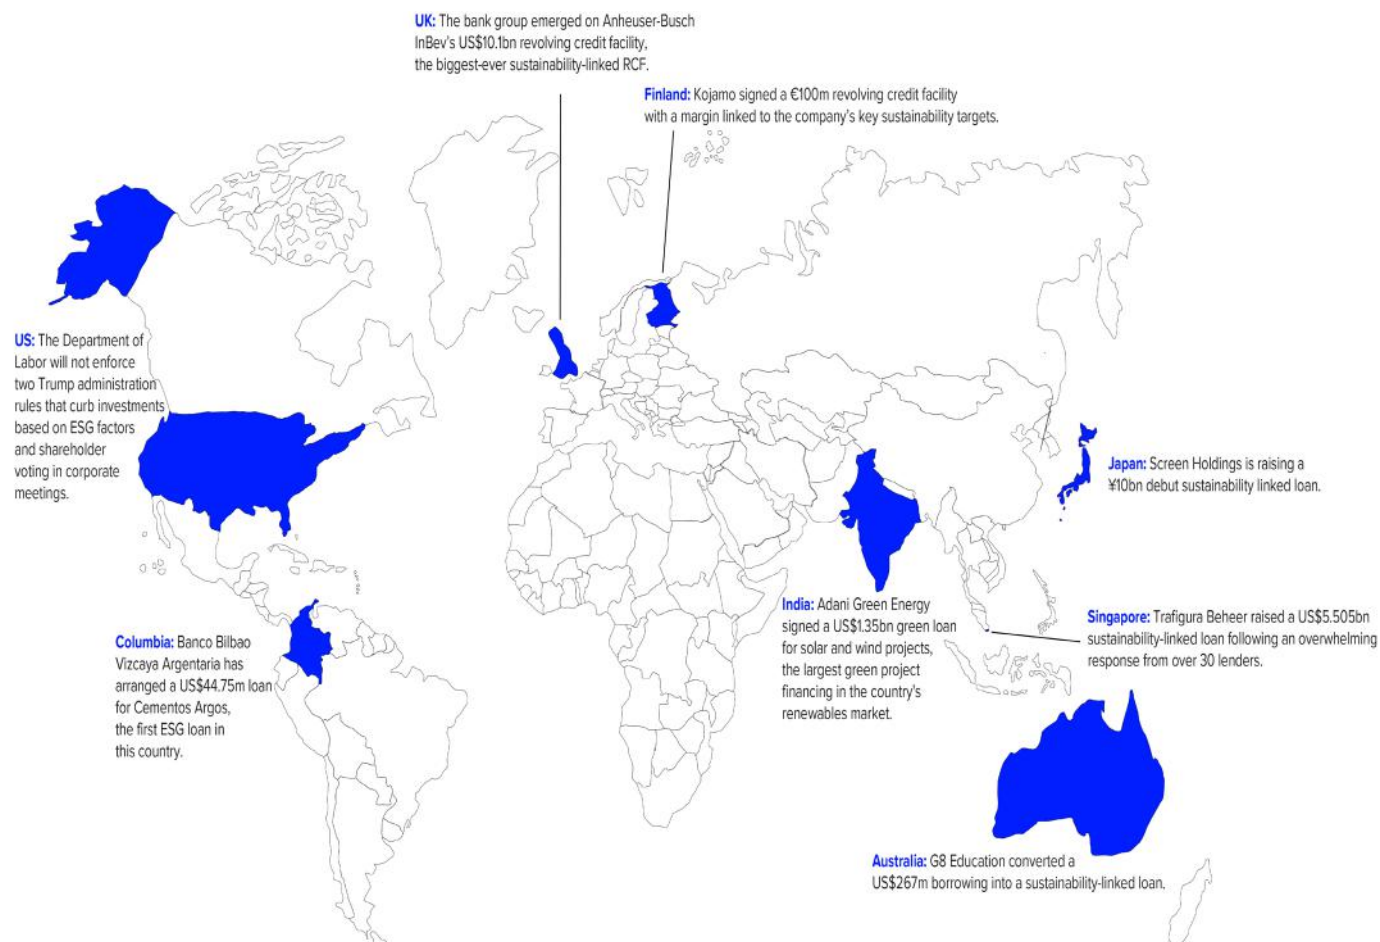 UK: The bank group emerged on Anheuser-Busch
InBev's US$10.1bn revolving credit facility,
the biggest-ever sustainability-linked RCF.
Finland: Kojamo signed a €100m revolving credit facility
with a margin linked to the company's key sustainability targets.
US: The Department of
Labor will not enforce
two Trump administration
rules that curb investments
based on ESG factors
and shareholder
voting in corporate
meetings.
Japan: Screen Holdings is raising a
¥10bn debut sustainability linked loan.
India: Adani Green Energy
signed a US$1.35bn green loan
for solar and wind projects,
the largest green project
financing in the country's
renewables market.
Singapore: Trafigura Beheer raised a US$5.505bn
sustainability-linked loan following an overwhelming
response from over 30 lenders.
Columbia: Banco Bilbao
Vizcaya Argentaria has
arranged a US$44.75m loan
for Cementos Argos,
the first ESG loan in
this country.
Australia: G8 Education converted a
US$267m borrowing into a sustainability-linked loan.